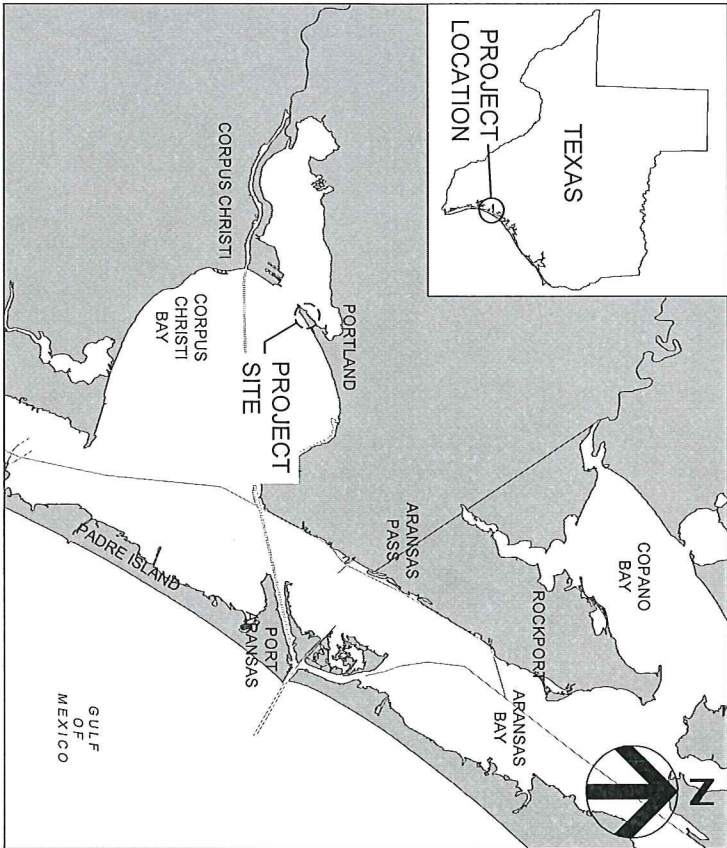 PROJECT
LOCATION
TEXAS
CORPUS CHRISTI
CORPUS
CHRISTI
BAY
PORTLAND
PROJECT
SITE
ARANSAS
PASS
COPANO
BAY
ROCKPORT
ARANSAS
BAY
PADRE ISLAND
PORT
ARANSAS
GULF
OF
MEXICO
N